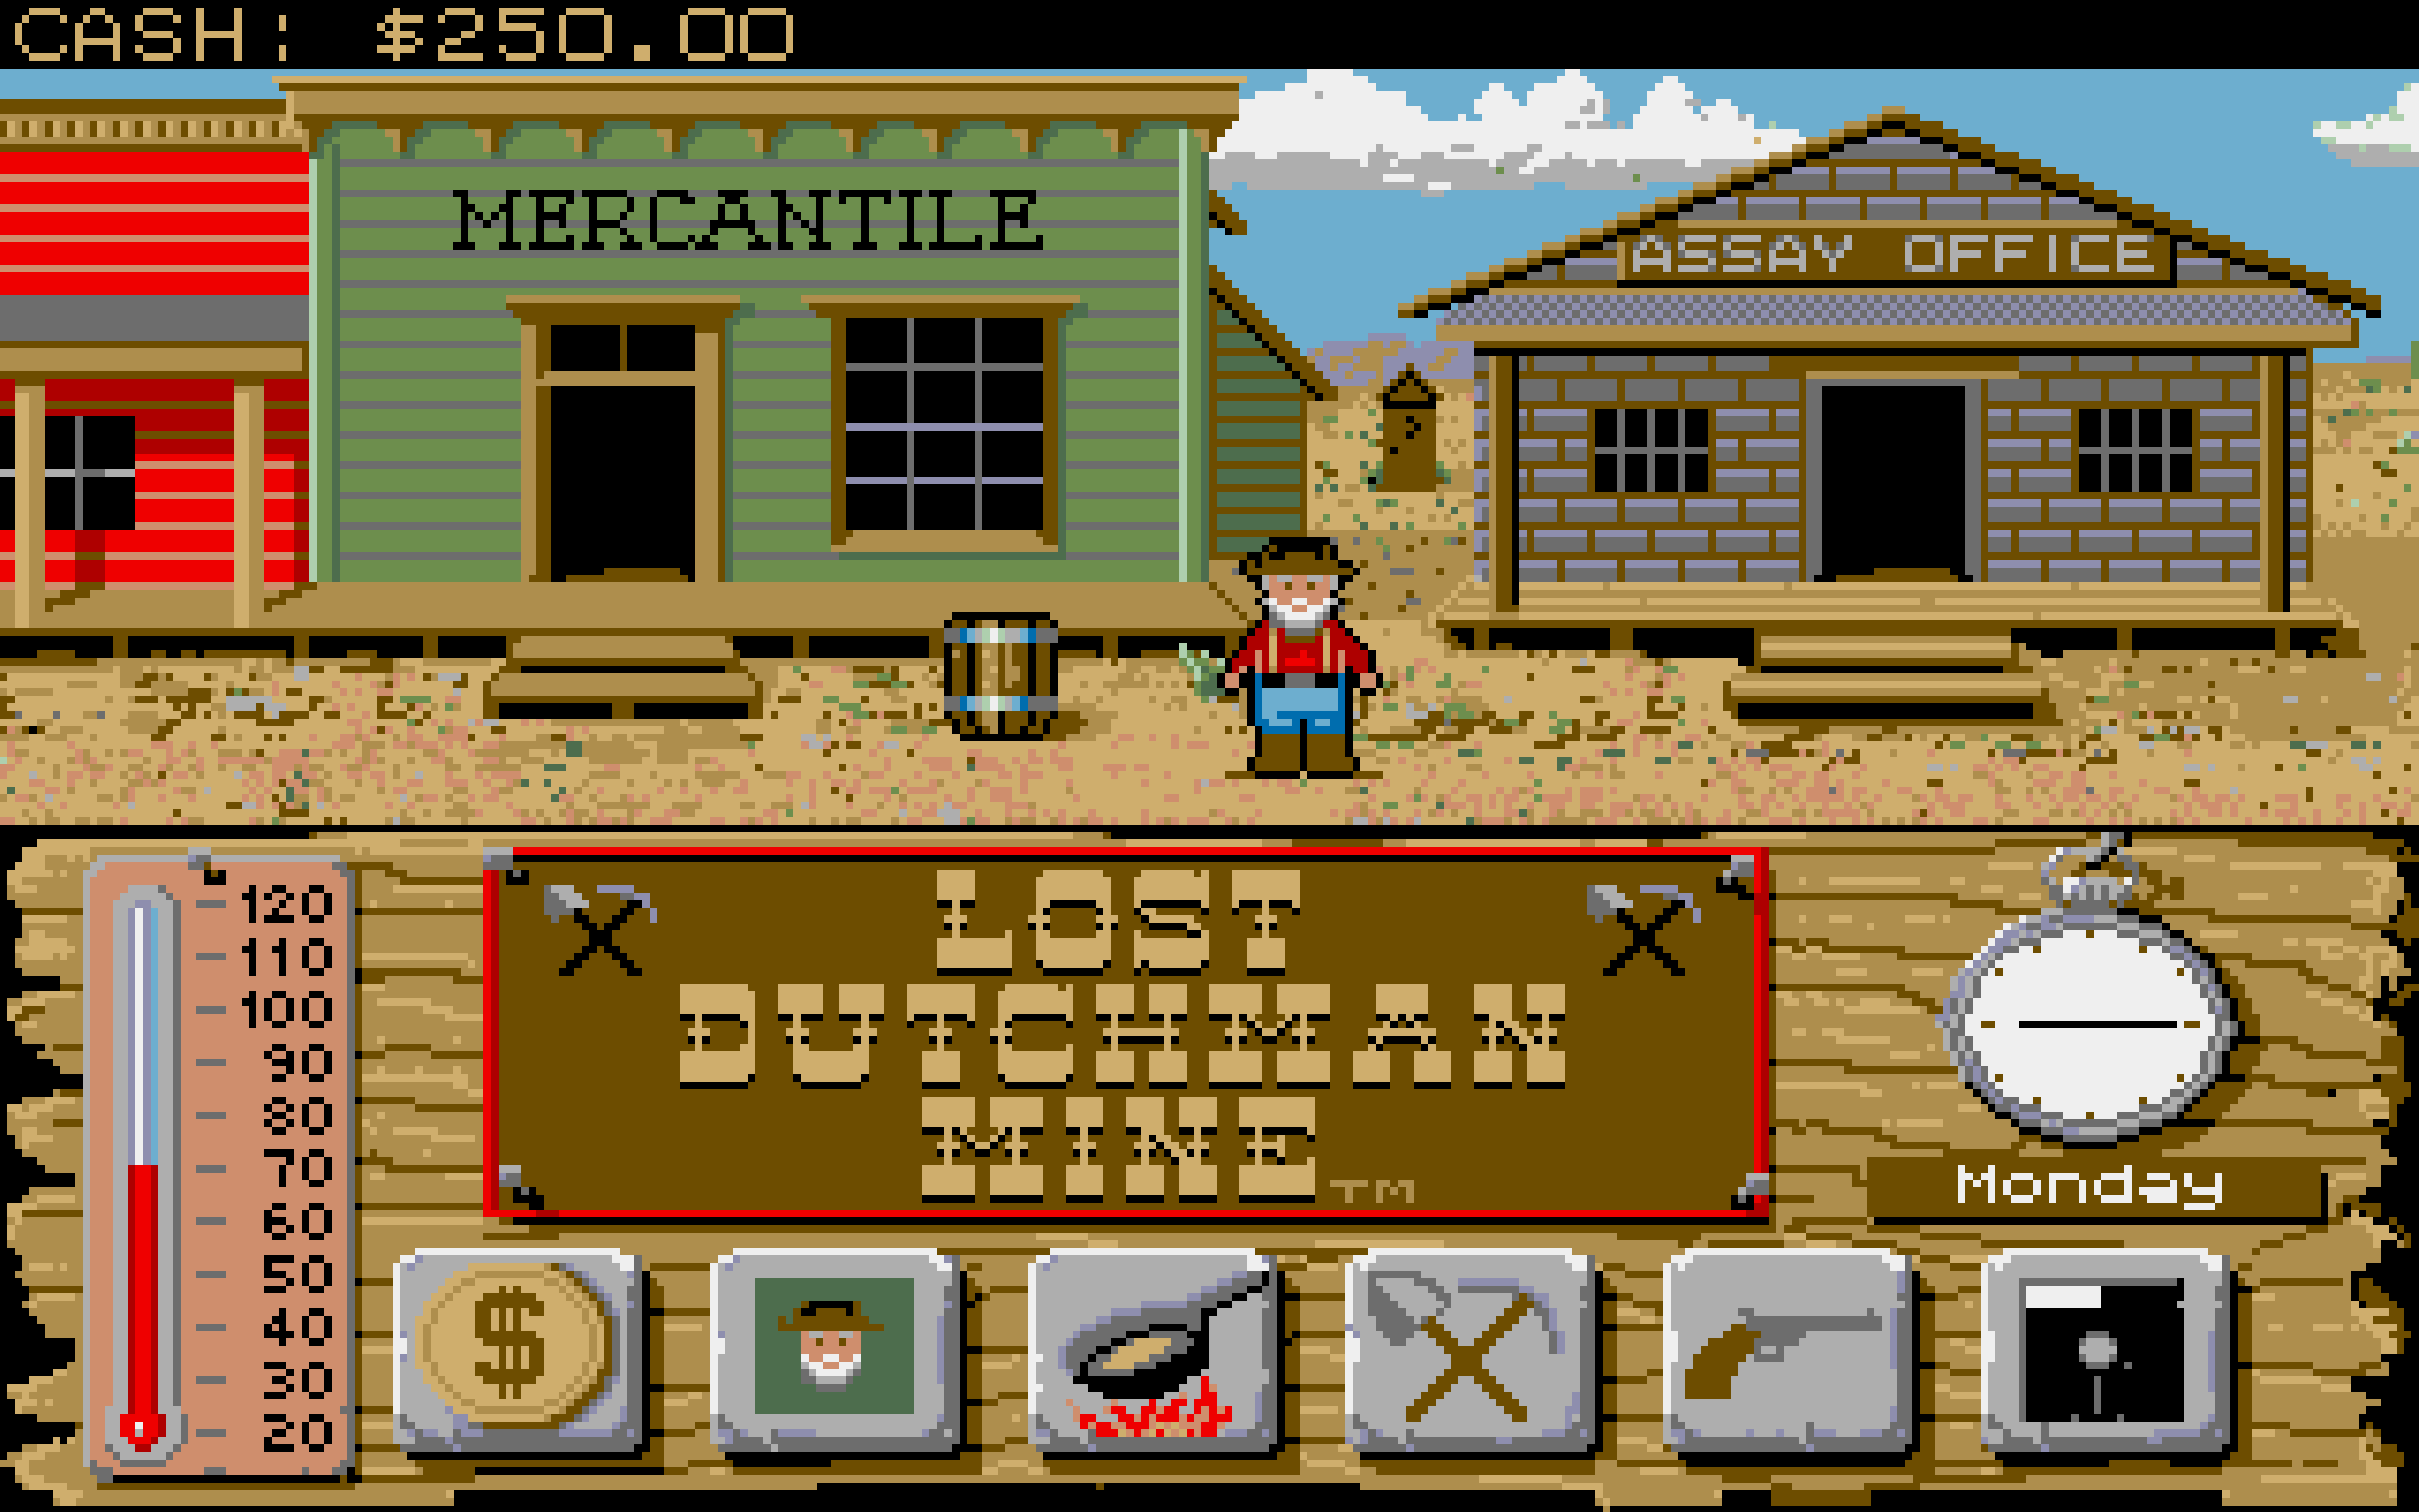 CASH: $250.00
MERCANTILE
ASSAY OFFICE
LOST
DUTCHMAN
MINE TM
120
110
100
90
80
70
60
50
40
30
20
Monday
$